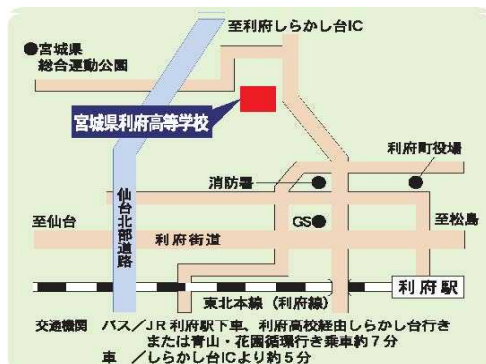 至利府しらかし台IC
●宮城県
総合運動公園
宮城県利府高等学校
利府町役場
消防署
仙台北部道路
GS
至仙台
利府街道
至松島
利府駅
東北本線（利府線）
交通機関 バス／JR利府駅下車、利府高校経由しらかし台行き
または青山・花園循環行き乗車約7分
車 ／しらかし台ICより約5分